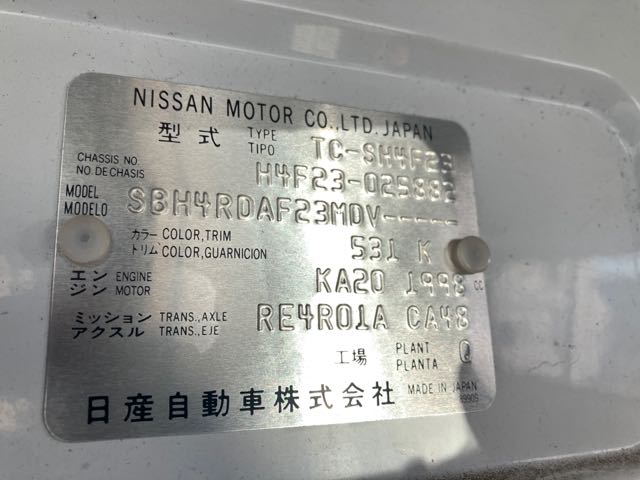 NISSAN MOTOR CO.,LTD. JAPAN
型式 TYPE TIPO TC-SH4F23
CHASSIS NO. NO DE CHASIS H4F23-025882
MODEL MODELO SBH4RDAF23MDV-----
カラー COLOR,TRIM
トリム COLOR,GUARNICION 531 K
エンジン ENGINE MOTOR KA20 1998 cc
ミッション TRANS.,AXLE
アクスル TRANS.,EJE RE4R01A CA48
工場 PLANT PLANTA Q
日産自動車株式会社 MADE IN JAPAN